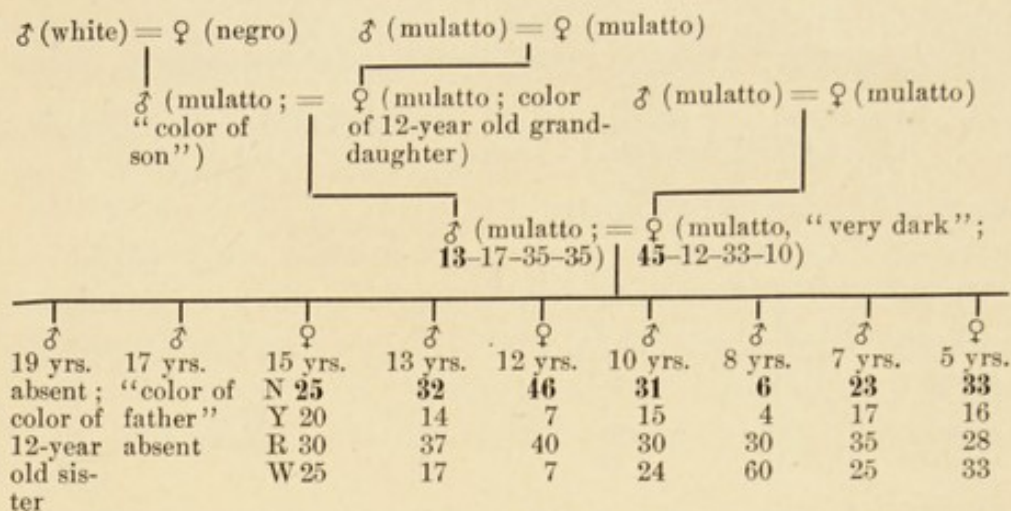 ♂ (white) = ♀ (negro) ♂ (mulatto) = ♀ (mulatto)
♂ (mulatto ; = ♀ (mulatto ; color ♂ (mulatto) = ♀ (mulatto)
“color of of 12-year old grand-
son”) daughter)
♂ (mulatto ; = ♀ (mulatto, “very dark” ;
13–17–35–35) 45–12–33–10)
♂ ♂ ♀ ♂ ♀ ♂ ♂ ♂ ♀
19 yrs. 17 yrs. 15 yrs. 13 yrs. 12 yrs. 10 yrs. 8 yrs. 7 yrs. 5 yrs.
absent ; “color of N 25 32 46 31 6 23 33
color of father” Y 20 14 7 15 4 17 16
12-year absent R 30 37 40 30 30 35 28
old sis- W 25 17 7 24 60 25 33
ter